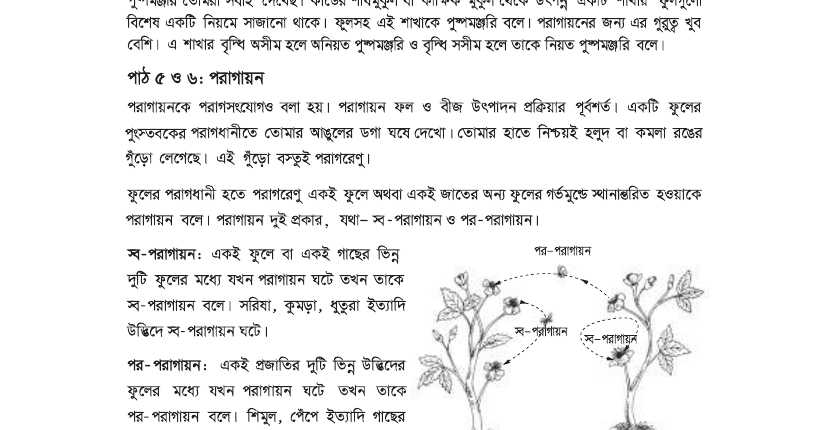 বিশেষ একটি নিয়মে সাজানো থাকে। ফুলসহ এই শাখাকে পুষ্পমঞ্জরি বলে। পরাগায়নের জন্য এর গুরুত্ব খুব
বেশি। এ শাখার বৃদ্ধি অসীম হলে অনিয়ত পুষ্পমঞ্জরি ও বৃদ্ধি সসীম হলে তাকে নিয়ত পুষ্পমঞ্জরি বলে।
পাঠ ৫ ও ৬: পরাগায়ন
পরাগায়নকে পরাগসংযোগও বলা হয়। পরাগায়ন ফল ও বীজ উৎপাদন প্রক্রিয়ার পূর্বশর্ত। একটি ফুলের
পুংস্তবকের পরাগধানীতে তোমার আঙুলের ডগা ঘষে দেখো। তোমার হাতে নিশ্চয়ই হলুদ বা কমলা রঙের
গুঁড়ো লেগেছে। এই গুঁড়ো বস্তুই পরাগরেণু।
ফুলের পরাগধানী হতে পরাগরেণু একই ফুলে অথবা একই জাতের অন্য ফুলের গর্ভমুন্ডে স্থানান্তরিত হওয়াকে
পরাগায়ন বলে। পরাগায়ন দুই প্রকার, যথা– স্ব-পরাগায়ন ও পর-পরাগায়ন।
স্ব-পরাগায়ন: একই ফুলে বা একই গাছের ভিন্ন
দুটি ফুলের মধ্যে যখন পরাগায়ন ঘটে তখন তাকে
স্ব-পরাগায়ন বলে। সরিষা, কুমড়া, ধুতুরা ইত্যাদি
উদ্ভিদে স্ব-পরাগায়ন ঘটে।
পর-পরাগায়ন: একই প্রজাতির দুটি ভিন্ন উদ্ভিদের
ফুলের মধ্যে যখন পরাগায়ন ঘটে তখন তাকে
পর-পরাগায়ন বলে। শিমুল, পেঁপে ইত্যাদি গাছের
পর–পরাগায়ন
স্ব–পরাগায়ন
স্ব–পরাগায়ন